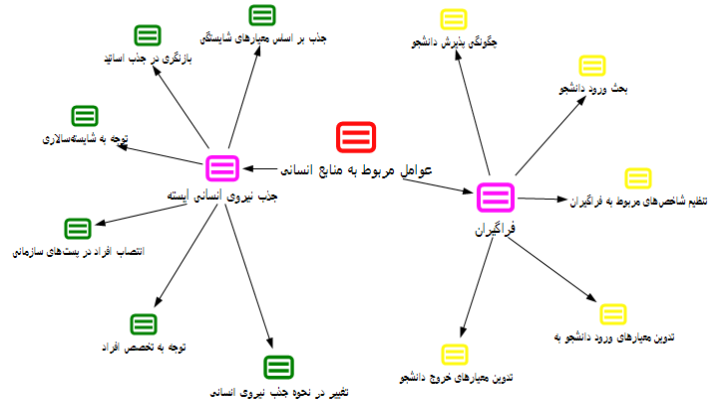 جذب بر اساس معیارهای شایستگی
چگونگی پذیرش دانشجو
بازنگری در جذب اساتید
بحث ورود دانشجو
توجه به شایسته‌سالاری
عوامل مربوط به منابع انسانی
جذب نیروی انسانی ایسته
تنظیم شاخص‌های مربوط به فراگیران
فراگیران
انتصاب افراد در پست‌های سازمانی
توجه به تخصص افراد
تدوین معیارهای ورود دانشجو به
تدوین معیارهای خروج دانشجو
تغییر در نحوه جذب نیروی انسانی